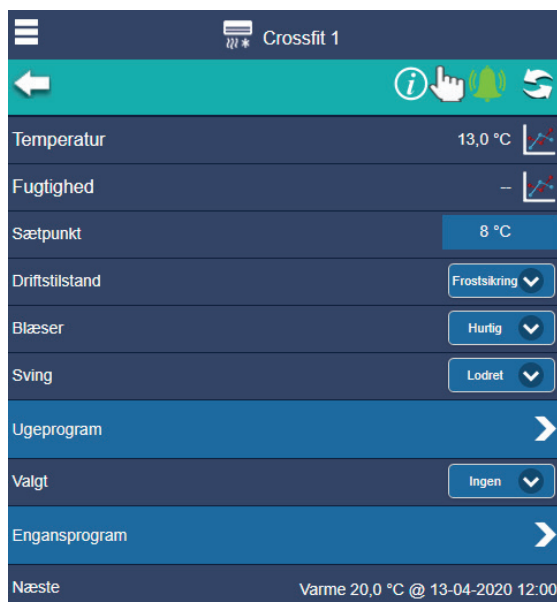 Crossfit 1
i
Temperatur 13,0 °C
Fugtighed --
Sætpunkt 8 °C
Driftstilstand Frostsikring
Blæser Hurtig
Sving Lodret
Ugeprogram
Valgt Ingen
Engansprogram
Næste Varme 20,0 °C @ 13-04-2020 12:00